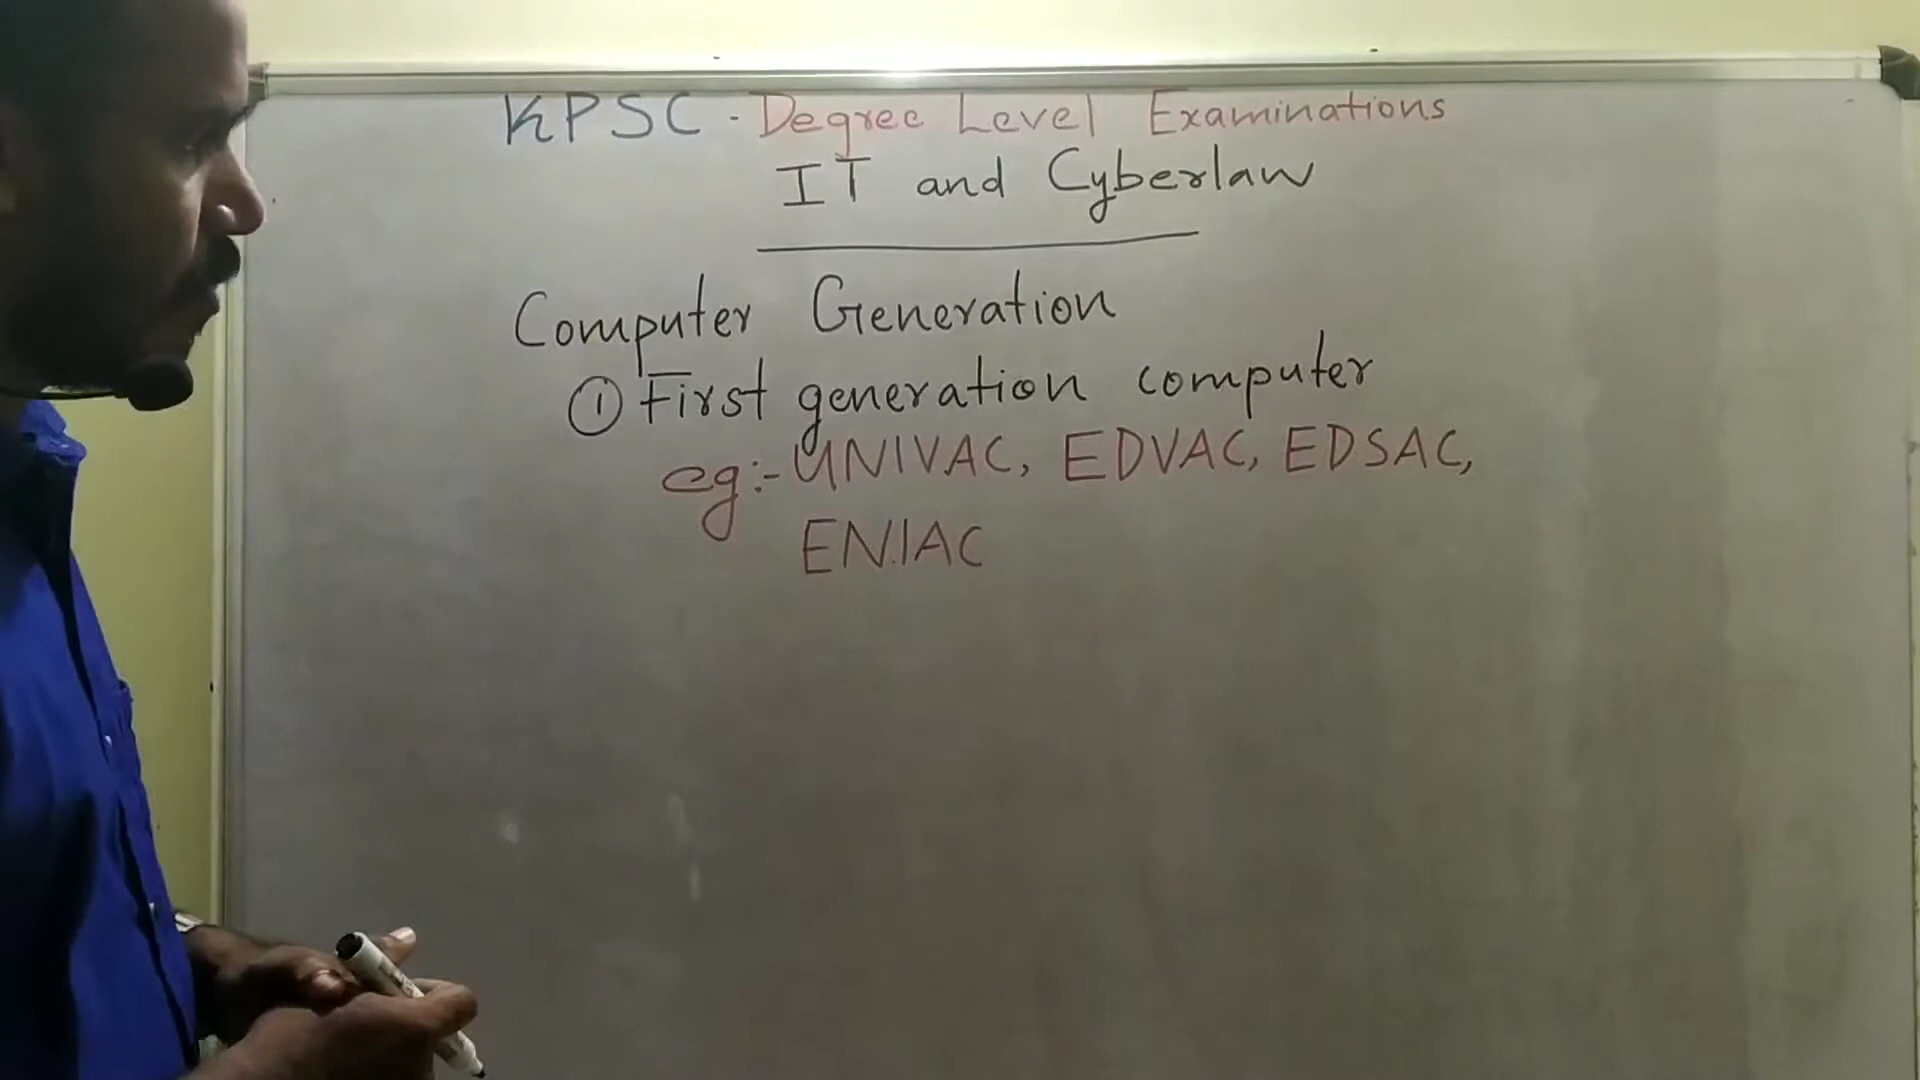 KPSC - Degree Level Examinations
IT and Cyberlaw
Computer Generation
① First generation computer
eg:- UNIVAC, EDVAC, EDSAC,
ENIAC